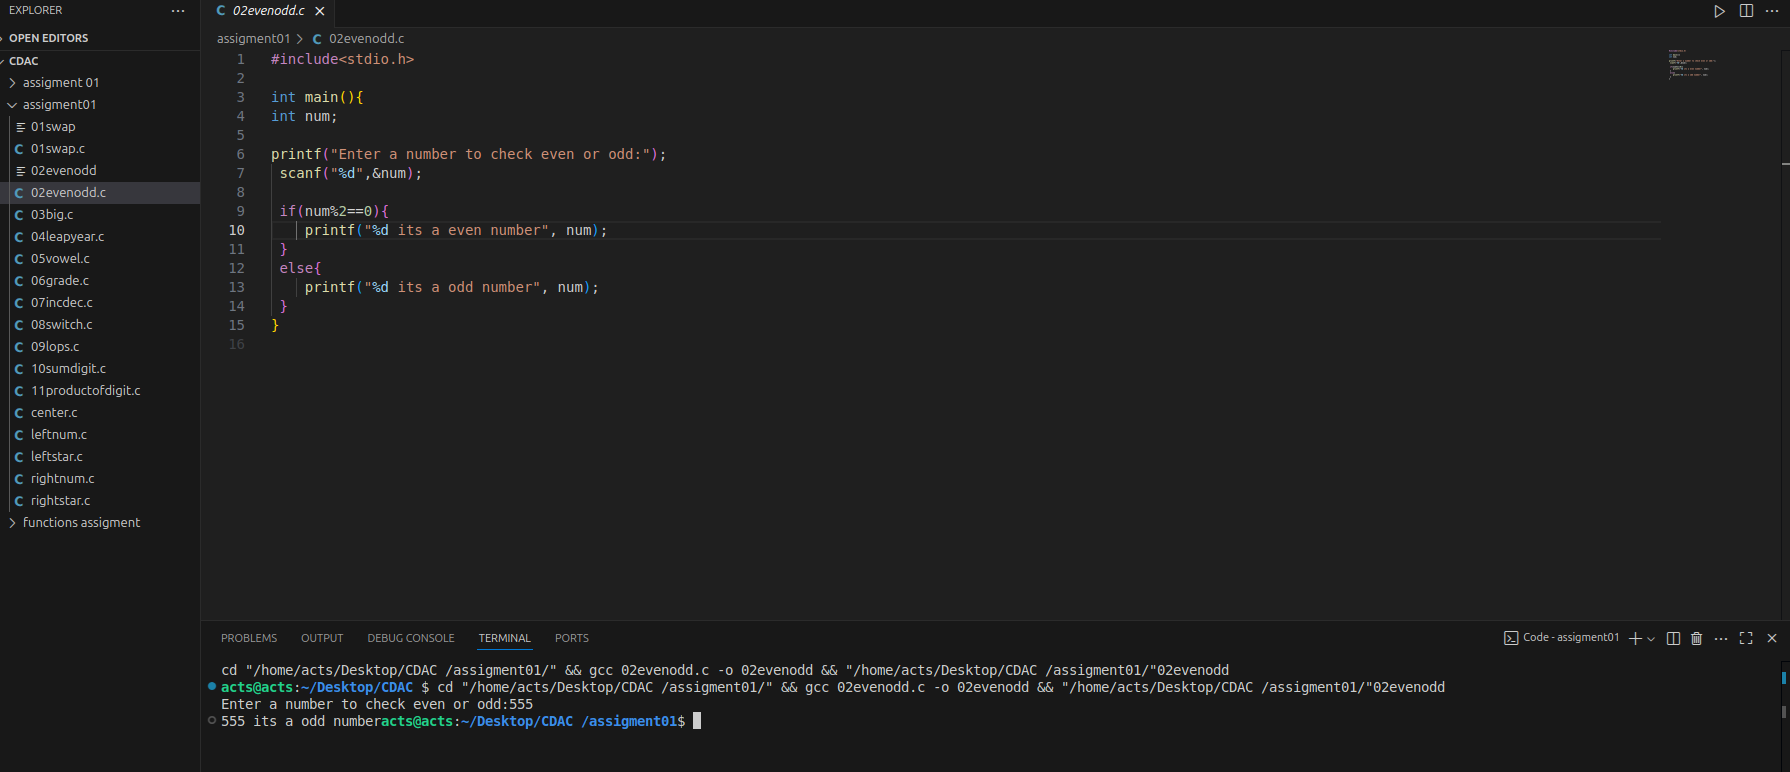 EXPLORER
OPEN EDITORS
CDAC
assigment 01
assigment01
01swap
01swap.c
02evenodd
02evenodd.c
03big.c
04leapyear.c
05vowel.c
06grade.c
07incdec.c
08switch.c
09lops.c
10sumdigit.c
11productofdigit.c
center.c
leftnum.c
leftstar.c
rightnum.c
rightstar.c
functions assigment
C 02evenodd.c
assigment01 > C 02evenodd.c
1 #include<stdio.h>
2
3 int main(){
4 int num;
5
6 printf("Enter a number to check even or odd:");
7 scanf("%d",&num);
8
9 if(num%2==0){
10 printf("%d its a even number", num);
11 }
12 else{
13 printf("%d its a odd number", num);
14 }
15 }
16
PROBLEMS OUTPUT DEBUG CONSOLE TERMINAL PORTS
Code - assigment01
cd "/home/acts/Desktop/CDAC /assigment01/" && gcc 02evenodd.c -o 02evenodd && "/home/acts/Desktop/CDAC /assigment01/"02evenodd
acts@acts:~/Desktop/CDAC $ cd "/home/acts/Desktop/CDAC /assigment01/" && gcc 02evenodd.c -o 02evenodd && "/home/acts/Desktop/CDAC /assigment01/"02evenodd
Enter a number to check even or odd:555
555 its a odd numberacts@acts:~/Desktop/CDAC /assigment01$